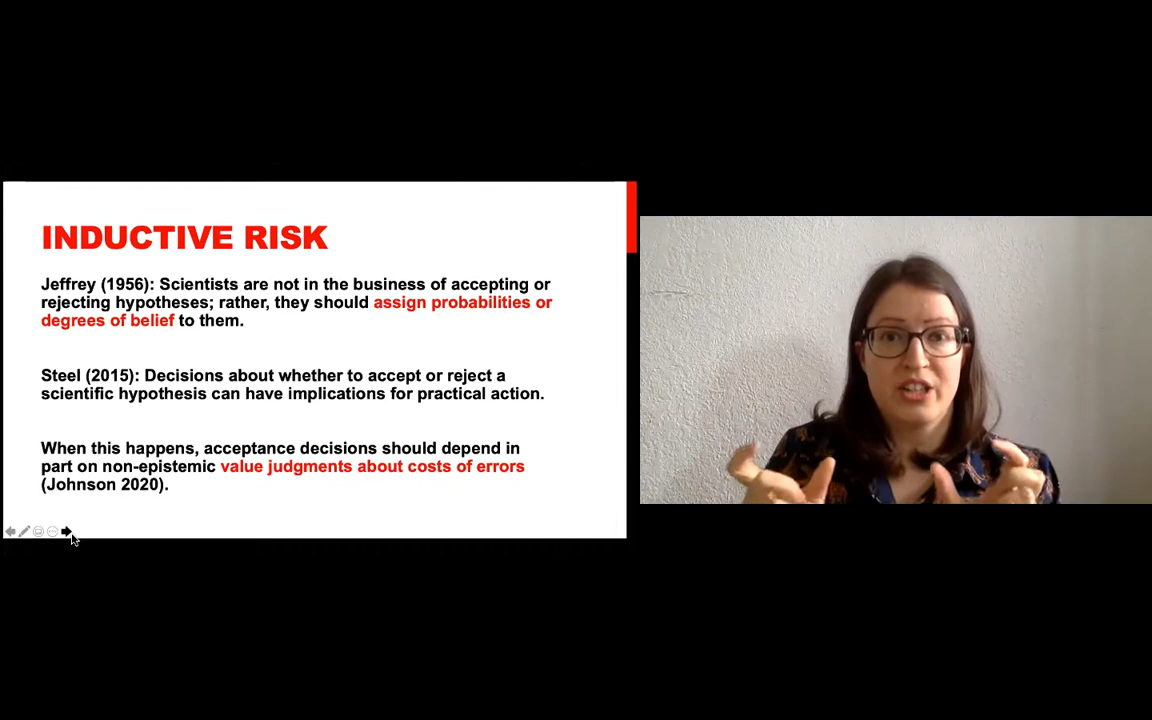 INDUCTIVE RISK
Jeffrey (1956): Scientists are not in the business of accepting or
rejecting hypotheses; rather, they should assign probabilities or
degrees of belief to them.
Steel (2015): Decisions about whether to accept or reject a
scientific hypothesis can have implications for practical action.
When this happens, acceptance decisions should depend in
part on non-epistemic value judgments about costs of errors
(Johnson 2020).